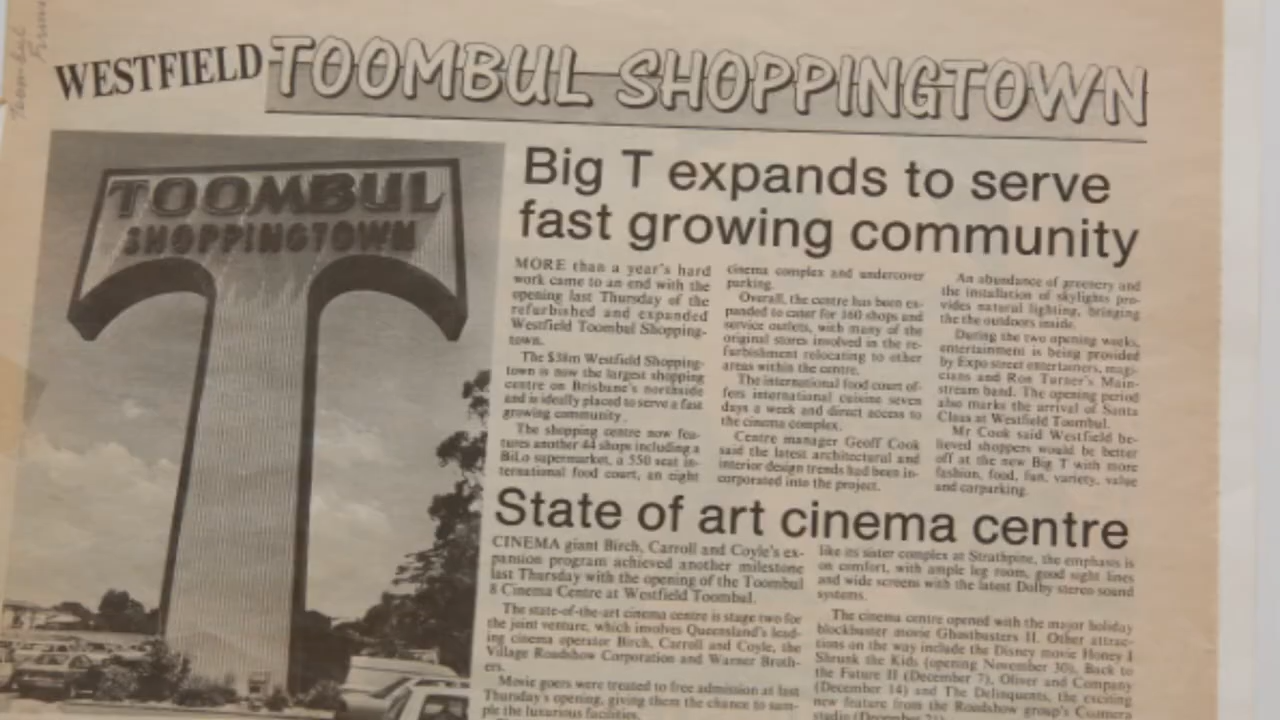 WESTFIELD TOOMBUL SHOPPINGTOWN
TOOMBUL
SHOPPINGTOWN
Big T expands to serve
fast growing community
MORE than a year's hard
work came to an end with the
opening last Thursday of the
refurbished and expanded
Westfield Toombul Shopping-
town.
The $38m Westfield Shopping-
town is now the largest shopping
centre on Brisbane's northside
and is ideally placed to serve a fast
growing community.
The shopping centre now fea-
tures another 44 shops including a
BiLo supermarket, a 550 seat in-
ternational food court, an eight
cinema complex and undercover
parking.
Overall, the centre has been ex-
panded to cater for 160 shops and
service outlets, with many of the
original stores involved in the re-
furbishment relocating to other
areas within the centre.
The international food court of-
fers international cuisine seven
days a week and direct access to
the cinema complex.
Centre manager Geoff Cook
said the latest architectural and
interior design trends had been in-
corporated into the project.
An abundance of greenery and
the installation of skylights pro-
vides natural lighting, bringing
the the outdoors inside.
During the two opening weeks,
entertainment is being provided
by Expo street entertainers, magi-
cians and Ron Turner's Main-
stream band. The opening period
also marks the arrival of Santa
Claus at Westfield Toombul.
Mr Cook said Westfield be-
lieved shoppers would be better
off at the new Big T with more
fashion, food, fun, variety, value
and carparking.
State of art cinema centre
CINEMA giant Birch, Carroll and Coyle's ex-
pansion program achieved another milestone
last Thursday with the opening of the Toombul
8 Cinema Centre at Westfield Toombul.
The state-of-the-art cinema centre is stage two for
the joint venture, which involves Queensland's lead-
ing cinema operator Birch, Carroll and Coyle, the
Village Roadshow Corporation and Warner Broth-
ers.
Movie goers were treated to free admission at last
Thursday's opening, giving them the chance to sam-
ple the luxurious facilities.
like its sister complex at Strathpine, the emphasis is
on comfort, with ample leg room, good sight lines
and wide screens with the latest Dolby stereo sound
systems.
The cinema centre opened with the major holiday
blockbuster movie Ghostbusters II. Other attrac-
tions on the way include the Disney movie Honey I
Shrunk the Kids (opening November 30), Back to
the Future II (December 7), Oliver and Company
(December 14) and The Delinquents, the exciting
new feature from the Roadshow group's
studio (December